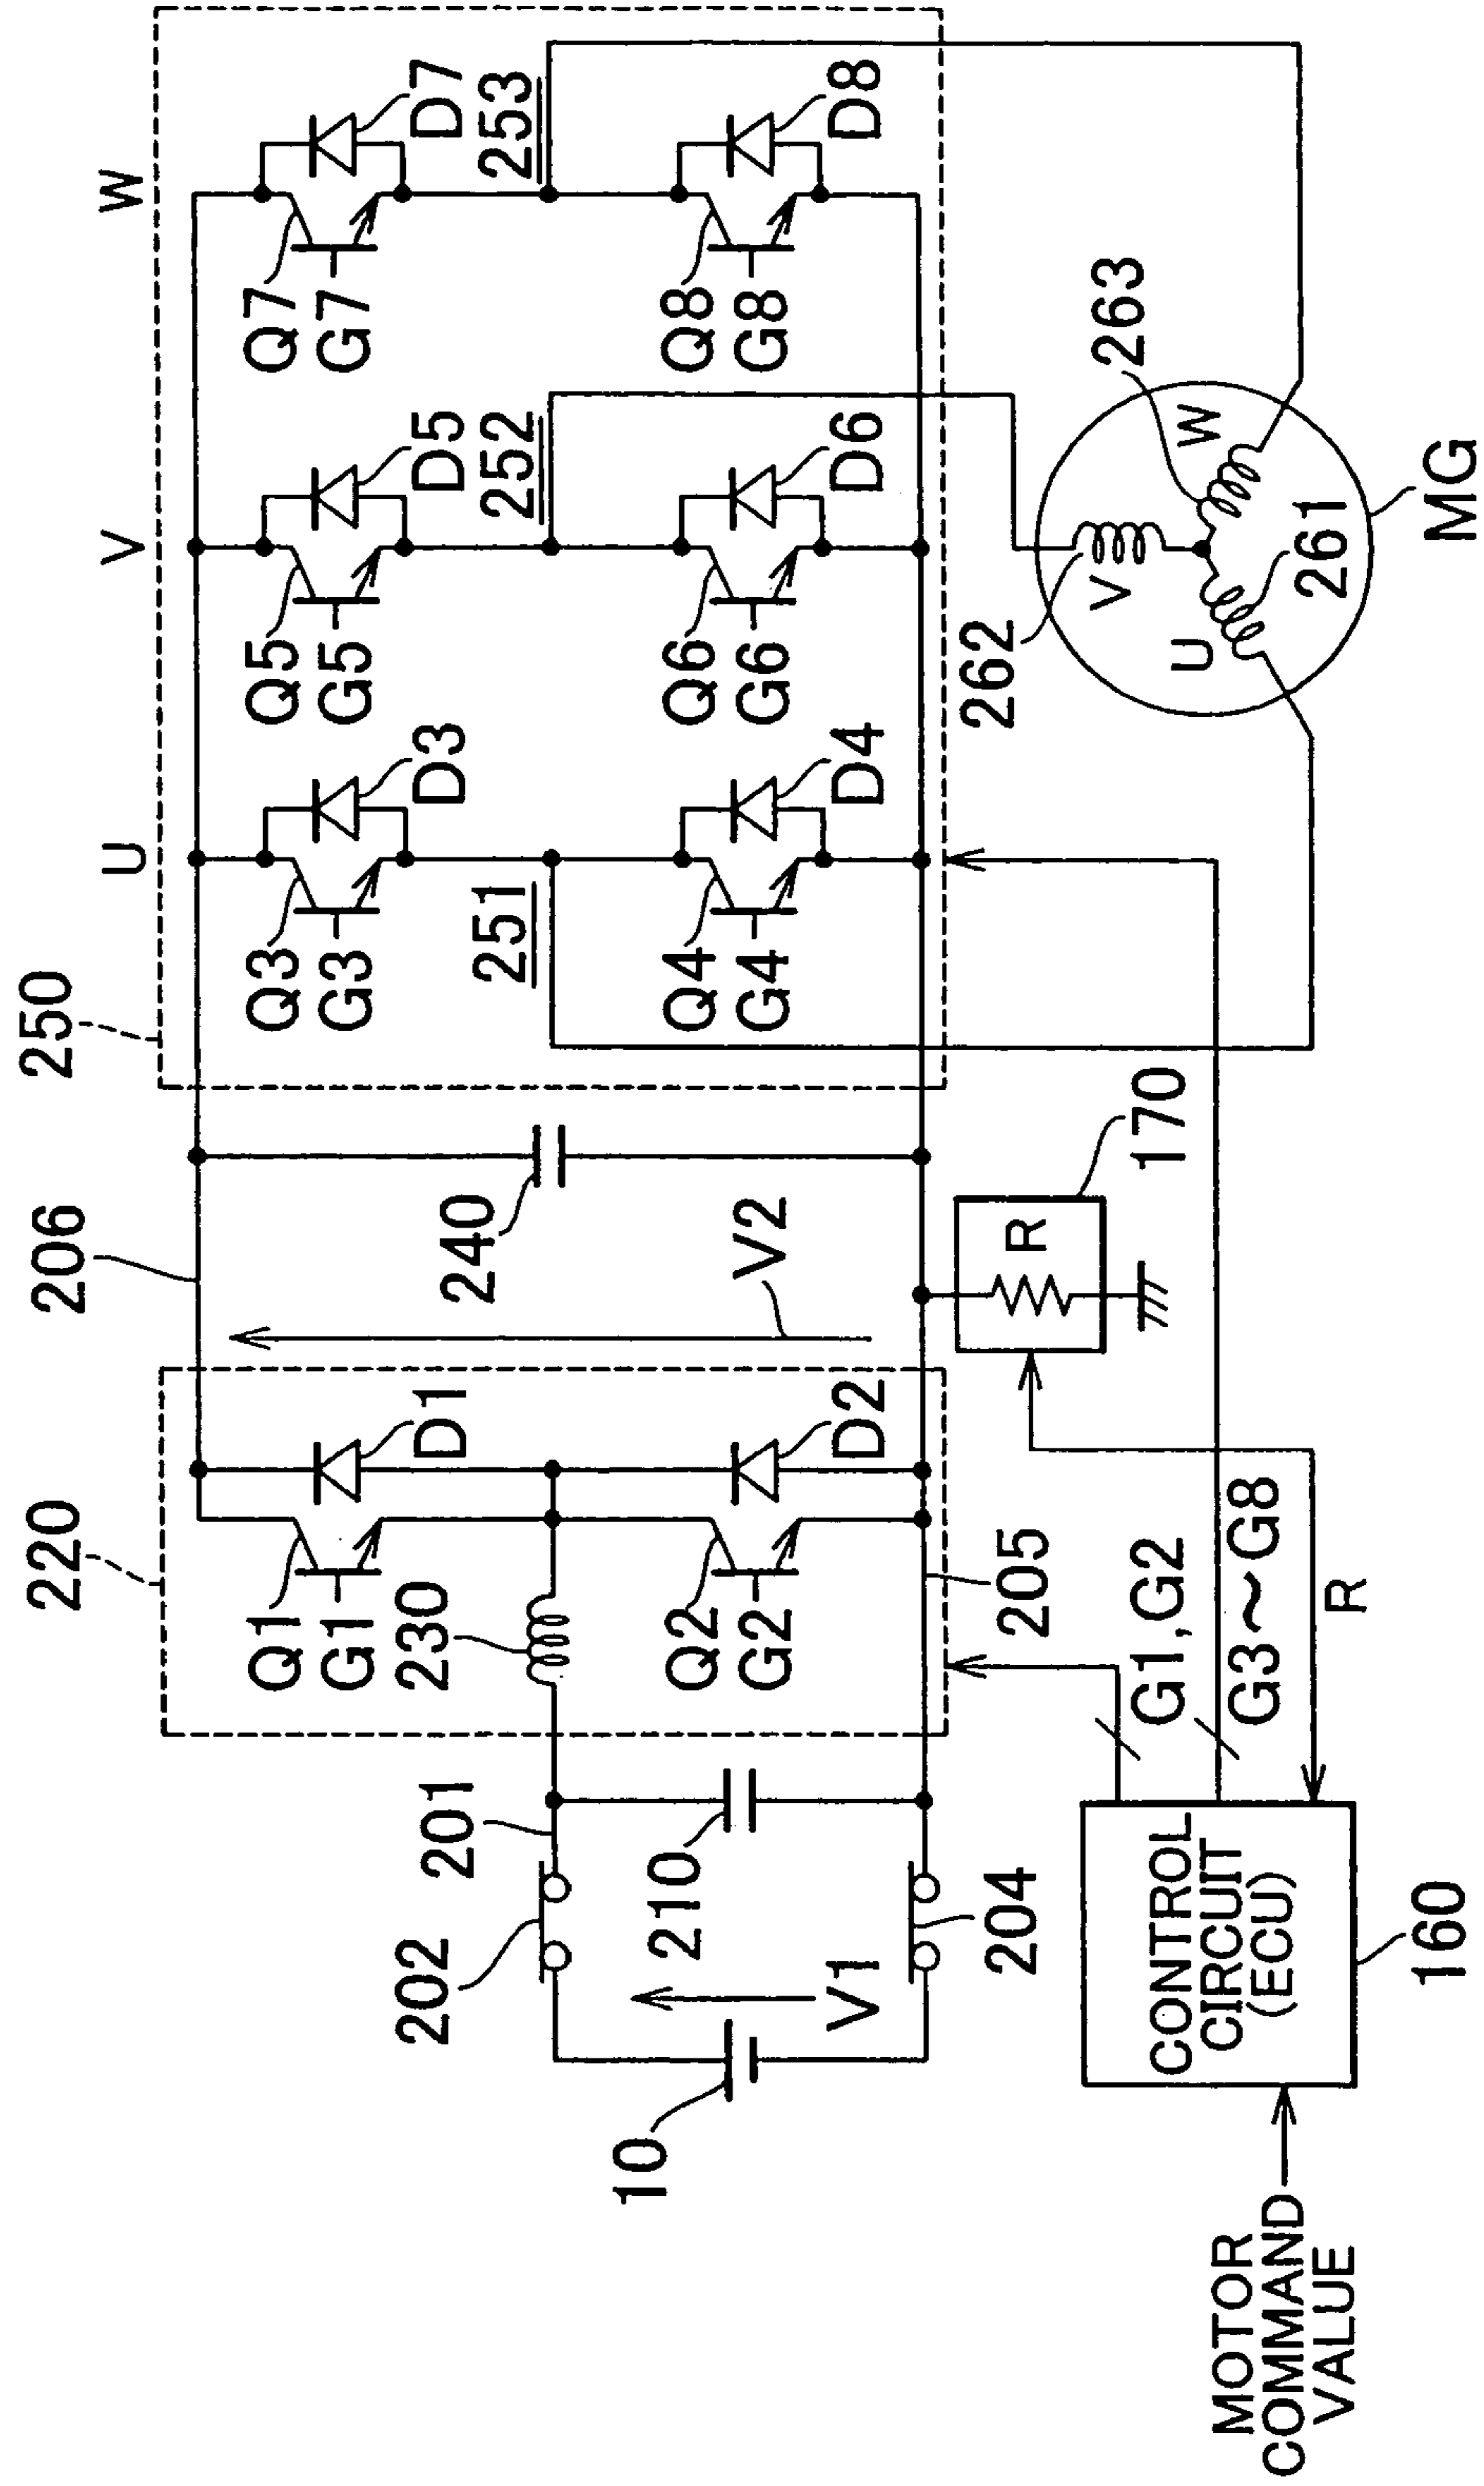 250
U
V
W
206
220
Q3
G3
D3
Q5
G5
D5
Q7
G7
D7
Q1
G1
D1
251
252
253
240
230
201
202
210
V1
10
V2
Q2
G2
D2
Q4
G4
D4
Q6
G6
D6
Q8
G8
D8
204
205
R
170
262
263
V
W
U
261
MG
G1,G2
G3〜G8
R
CONTROL
CIRCUIT
(ECU)
160
MOTOR
COMMAND
VALUE